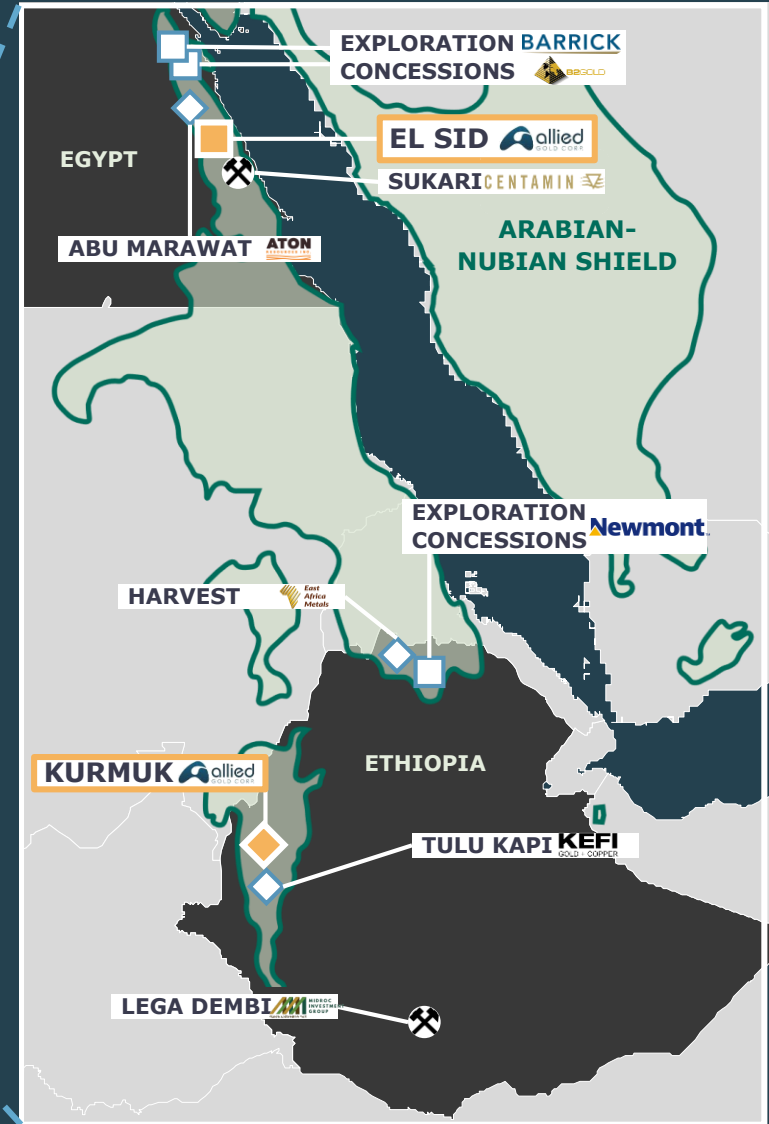 EXPLORATION BARRICK
CONCESSIONS B2GOLD
EL SID allied
GOLD CORP
EGYPT
SUKARI CENTAMIN
ARABIAN-
NUBIAN SHIELD
ABU MARAWAT ATON
RESOURCES INC.
EXPLORATION
CONCESSIONS Newmont
HARVEST East
Africa
Metals
ETHIOPIA
KURMUK allied
GOLD CORP
TULU KAPI KEFI
GOLD + COPPER
LEGA DEMBI MIDROC
INVESTMENT
GROUP